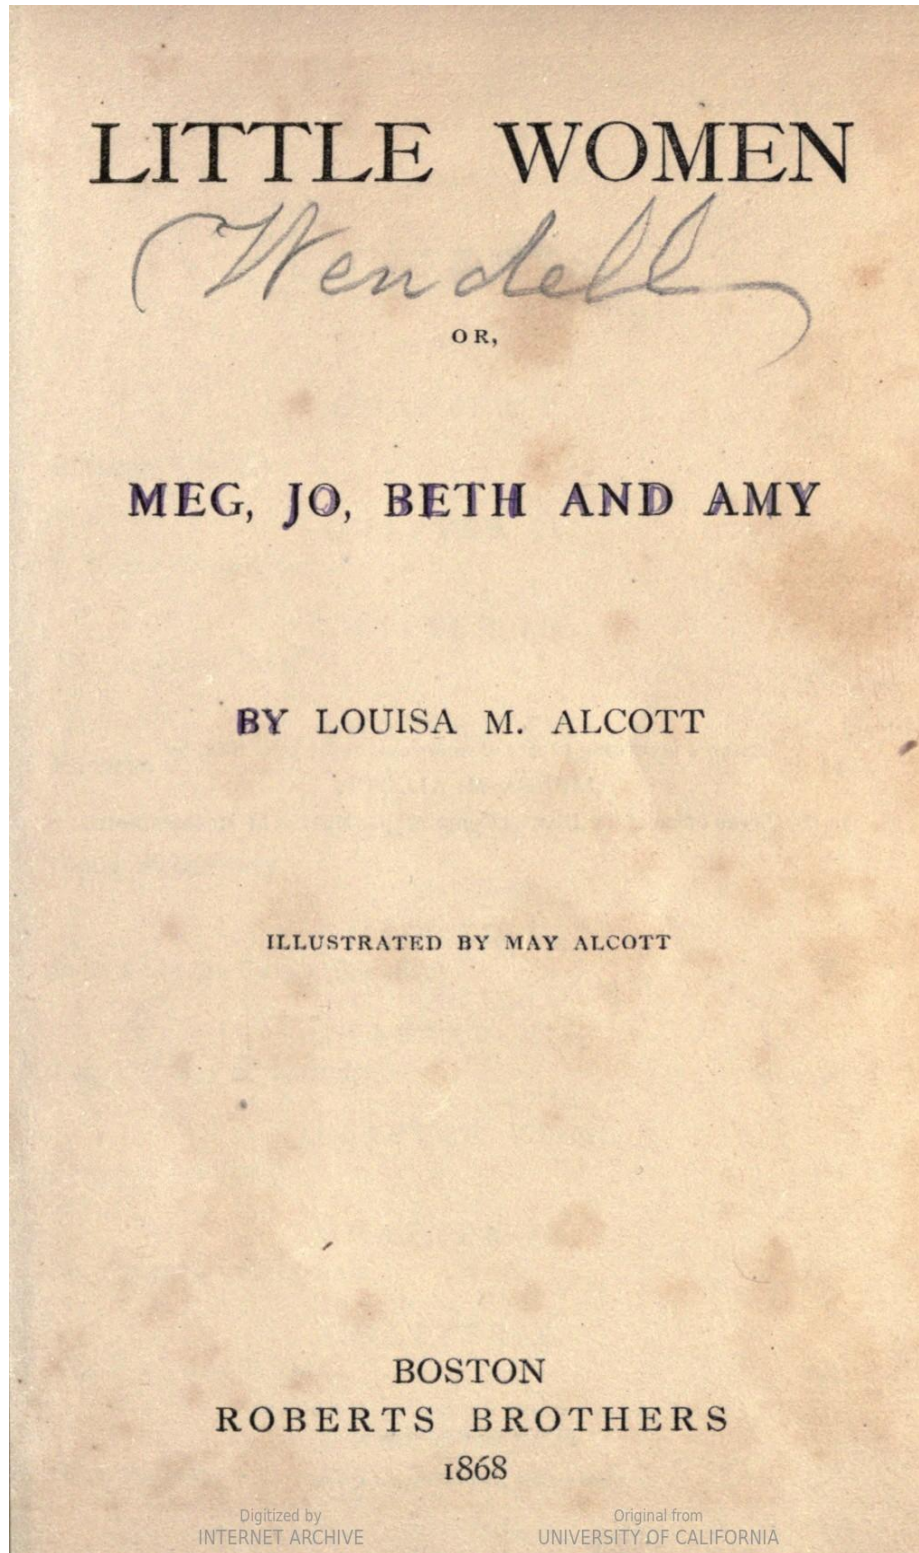 LITTLE WOMEN
Wendell
OR,
MEG, JO, BETH AND AMY
BY LOUISA M. ALCOTT
ILLUSTRATED BY MAY ALCOTT
BOSTON
ROBERTS BROTHERS
1868
Digitized by
INTERNET ARCHIVE
Original from
UNIVERSITY OF CALIFORNIA